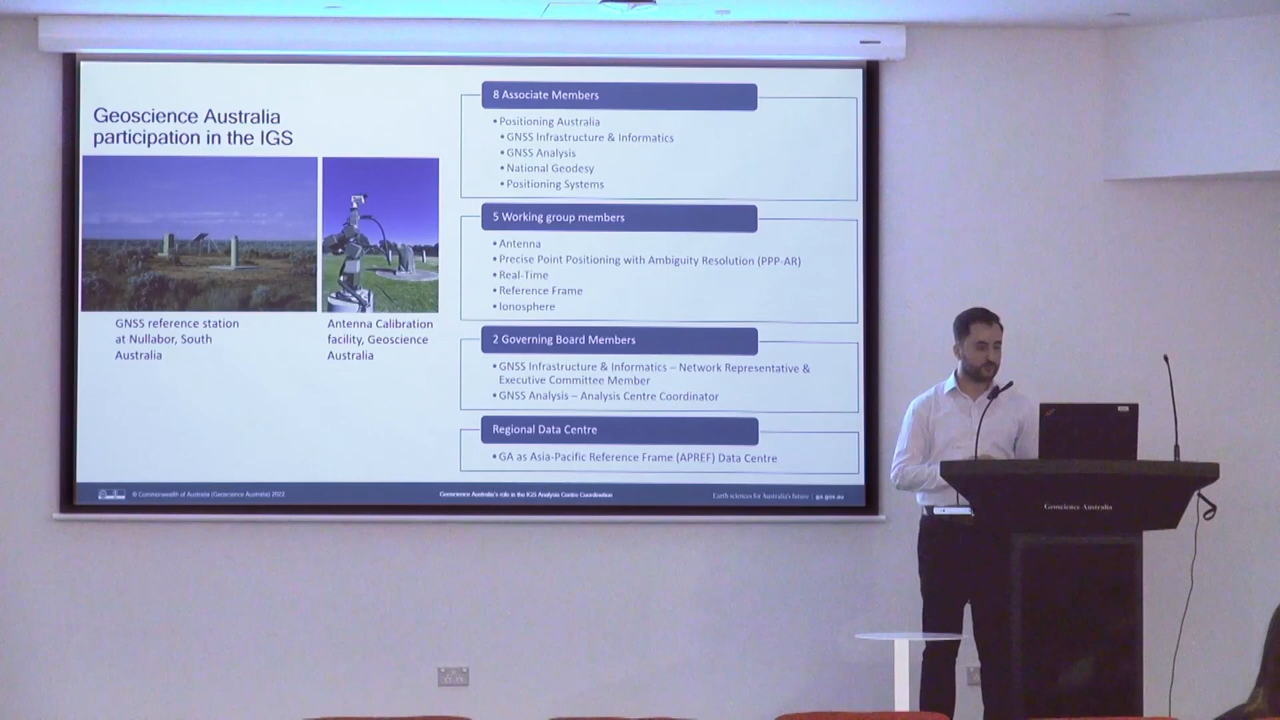 Geoscience Australia
participation in the IGS
GNSS reference station
at Nullabor, South
Australia
Antenna Calibration
facility, Geoscience
Australia
8 Associate Members
• Positioning Australia
• GNSS Infrastructure & Informatics
• GNSS Analysis
• National Geodesy
• Positioning Systems
5 Working group members
• Antenna
• Precise Point Positioning with Ambiguity Resolution (PPP-AR)
• Real-Time
• Reference Frame
• Ionosphere
2 Governing Board Members
• GNSS Infrastructure & Informatics – Network Representative &
Executive Committee Member
• GNSS Analysis – Analysis Centre Coordinator
Regional Data Centre
• GA as Asia-Pacific Reference Frame (APREF) Data Centre
© Commonwealth of Australia (Geoscience Australia) 2022
Geoscience Australia's role in the IGS Analysis Centre Coordination
Earth sciences for Australia's future | ga.gov.au
Geoscience Australia